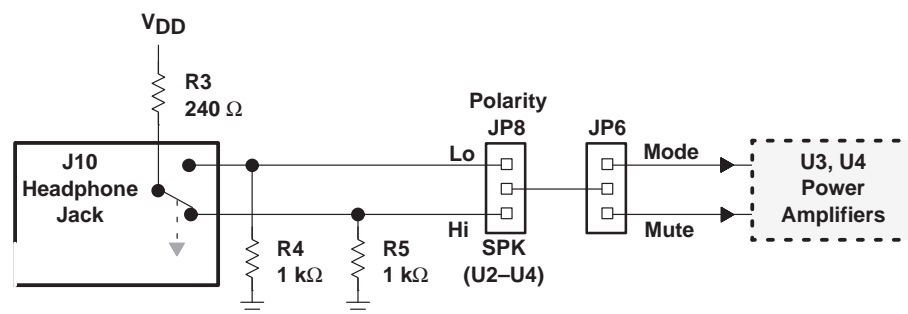 VDD
R3
240 Ω
J10
Headphone
Jack
Polarity
JP8
JP6
Lo
Hi
Mode
Mute
U3, U4
Power
Amplifiers
R4
1 kΩ
R5
1 kΩ
SPK
(U2–U4)